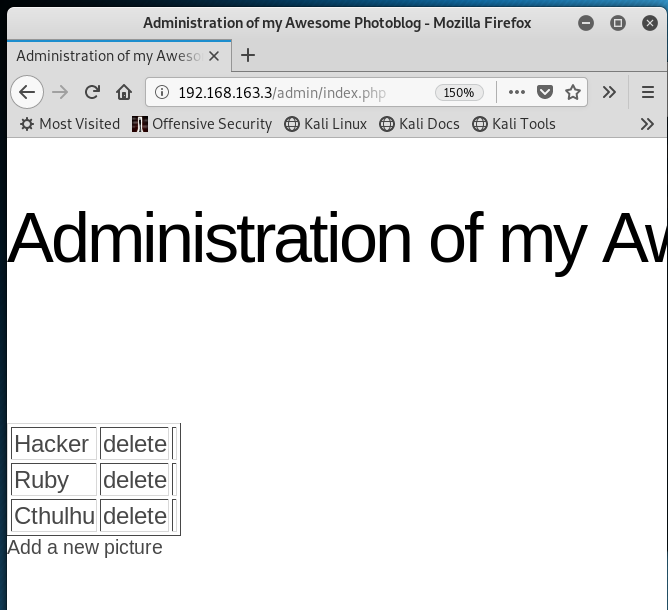 Administration of my Awesome Photoblog - Mozilla Firefox
Administration of my Aweso
192.168.163.3/admin/index.php 150%
Most Visited Offensive Security Kali Linux Kali Docs Kali Tools
Administration of my Aw
Hacker delete
Ruby delete
Cthulhu delete
Add a new picture